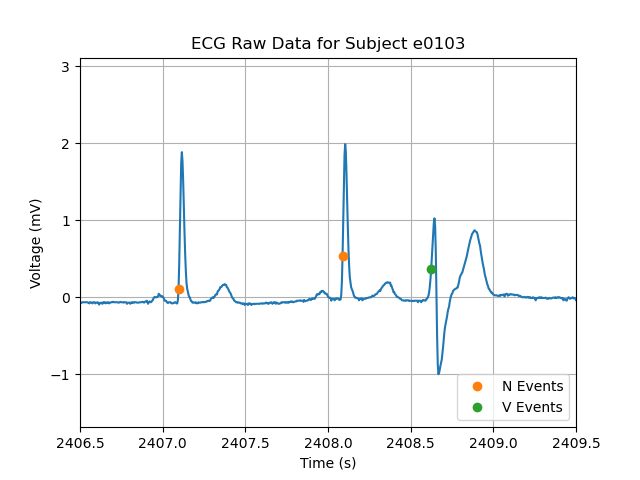 ECG Raw Data for Subject e0103
Voltage (mV)
3
2
1
0
−1
N Events
V Events
2406.5 2407.0 2407.5 2408.0 2408.5 2409.0 2409.5
Time (s)